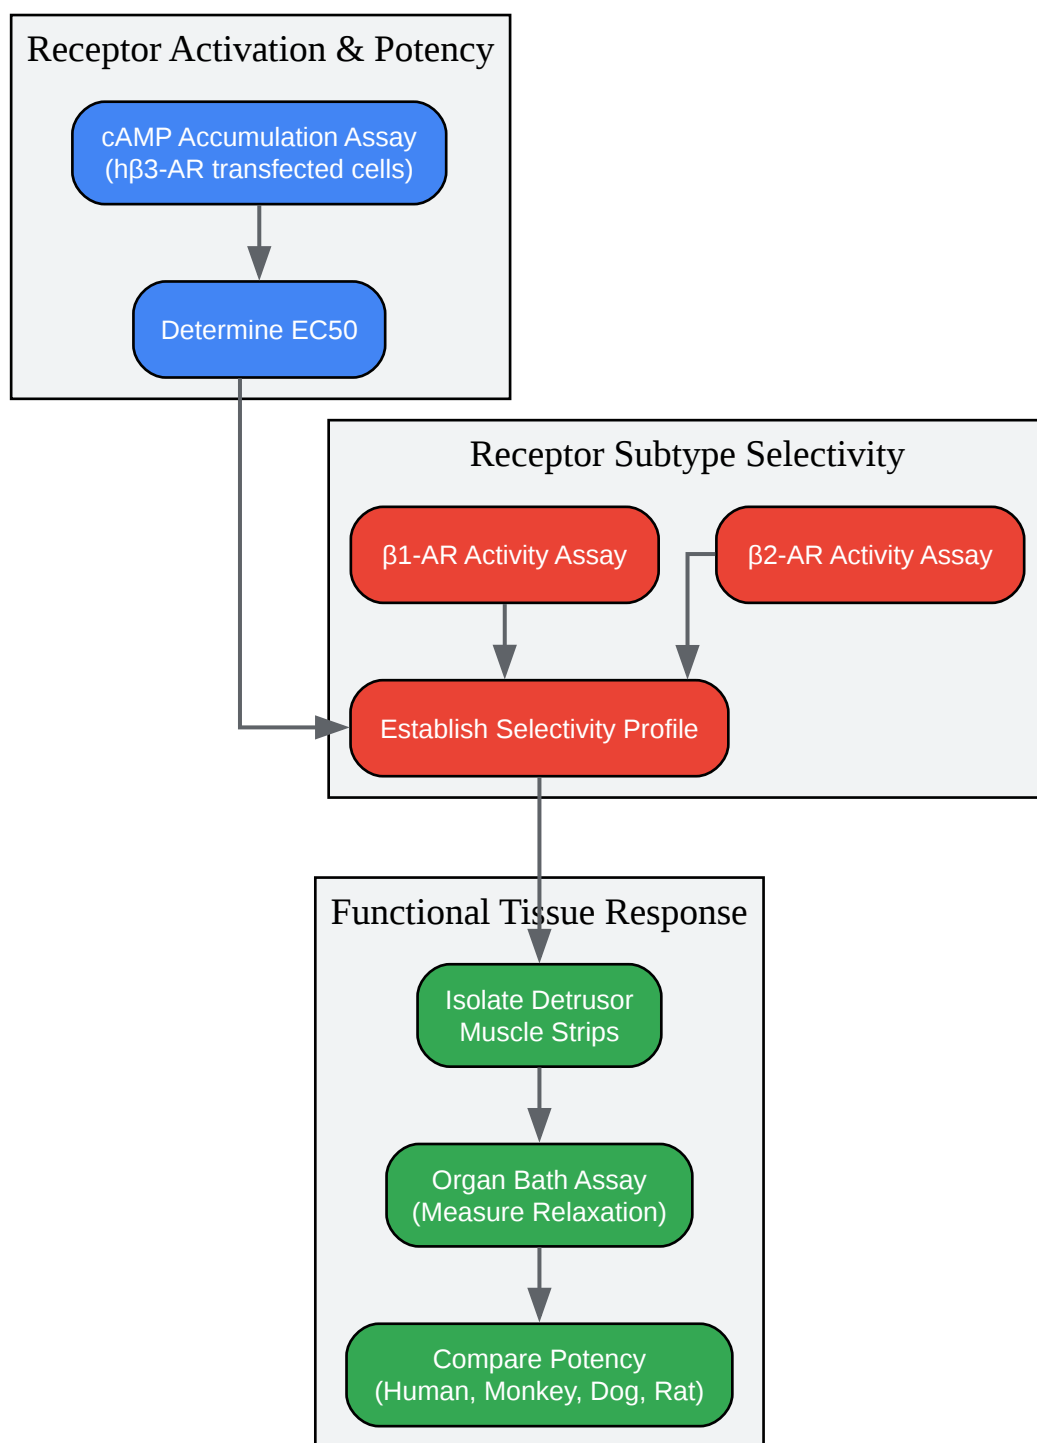 Receptor Activation & Potency
cAMP Accumulation Assay
(hβ3-AR transfected cells)
Determine EC50
Receptor Subtype Selectivity
β1-AR Activity Assay
β2-AR Activity Assay
Establish Selectivity Profile
Functional Tissue Response
Isolate Detrusor
Muscle Strips
Organ Bath Assay
(Measure Relaxation)
Compare Potency
(Human, Monkey, Dog, Rat)